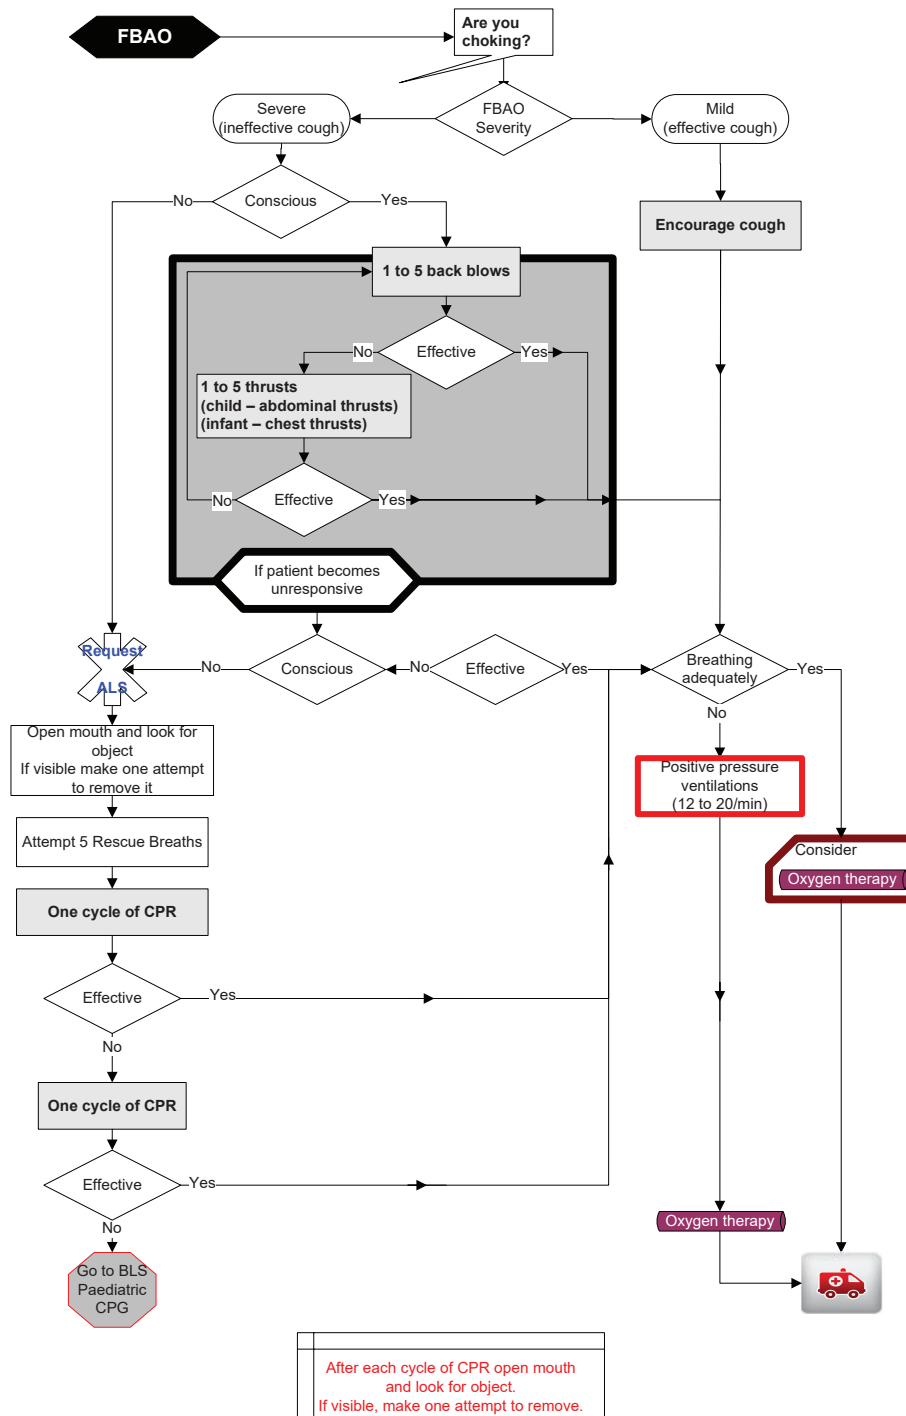 FBAO
Are you
choking?
Severe
(ineffective cough)
FBAO
Severity
Mild
(effective cough)
No
Conscious
Yes
Encourage cough
1 to 5 back blows
No
Effective
Yes
1 to 5 thrusts
(child – abdominal thrusts)
(infant – chest thrusts)
No
Effective
Yes
If patient becomes
unresponsive
Request
ALS
No
Conscious
No
Effective
Yes
Breathing
adequately
Yes
No
Open mouth and look for
object
If visible make one attempt
to remove it
Positive pressure
ventilations
(12 to 20/min)
Attempt 5 Rescue Breaths
Consider
Oxygen therapy
One cycle of CPR
Effective
Yes
No
One cycle of CPR
Effective
Yes
No
Oxygen therapy
Go to BLS
Paediatric
CPG
After each cycle of CPR open mouth
and look for object.
If visible, make one attempt to remove.